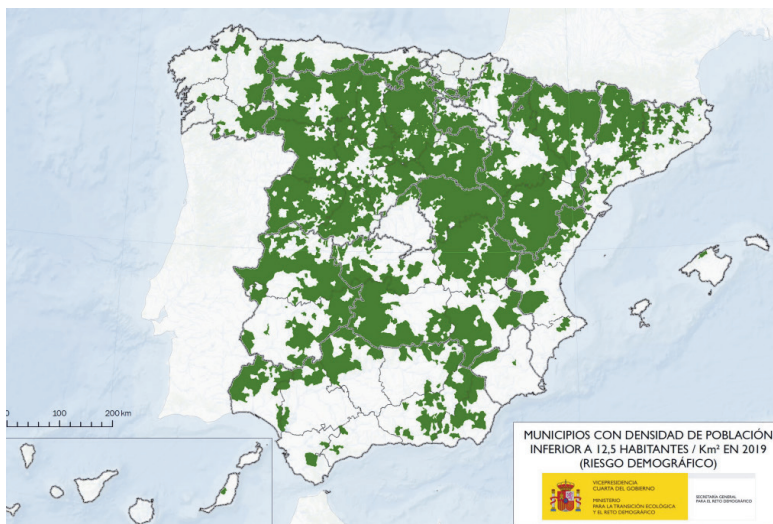 0 100 200 km
MUNICIPIOS CON DENSIDAD DE POBLACIÓN
INFERIOR A 12,5 HABITANTES / Km² EN 2019
(RIESGO DEMOGRÁFICO)
VICEPRESIDENCIA
CUARTA DEL GOBIERNO
MINISTERIO
PARA LA TRANSICIÓN ECOLÓGICA
Y EL RETO DEMOGRÁFICO
SECRETARÍA GENERAL
PARA EL RETO DEMOGRÁFICO